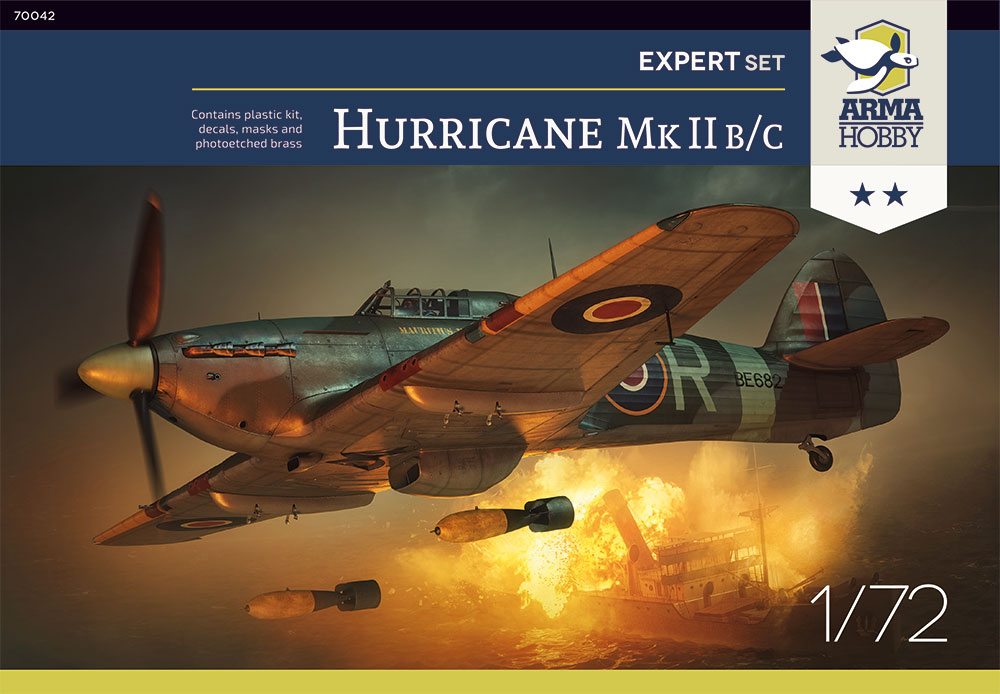 70042
EXPERT SET
Contains plastic kit,
decals, masks and
photoetched brass
HURRICANE MK II B/C
ARMA
HOBBY
MAURITIUS
R
BE682
1/72